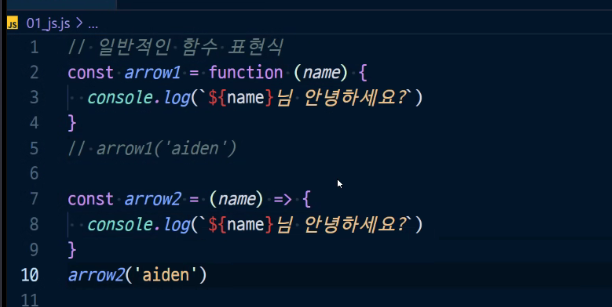 JS 01_js.js > ...
1 // 일반적인 함수 표현식
2 const arrow1 = function (name) {
3 console.log(`${name}님 안녕하세요?`)
4 }
5 // arrow1('aiden')
6
7 const arrow2 = (name) => {
8 console.log(`${name}님 안녕하세요?`)
9 }
10 arrow2('aiden')
11